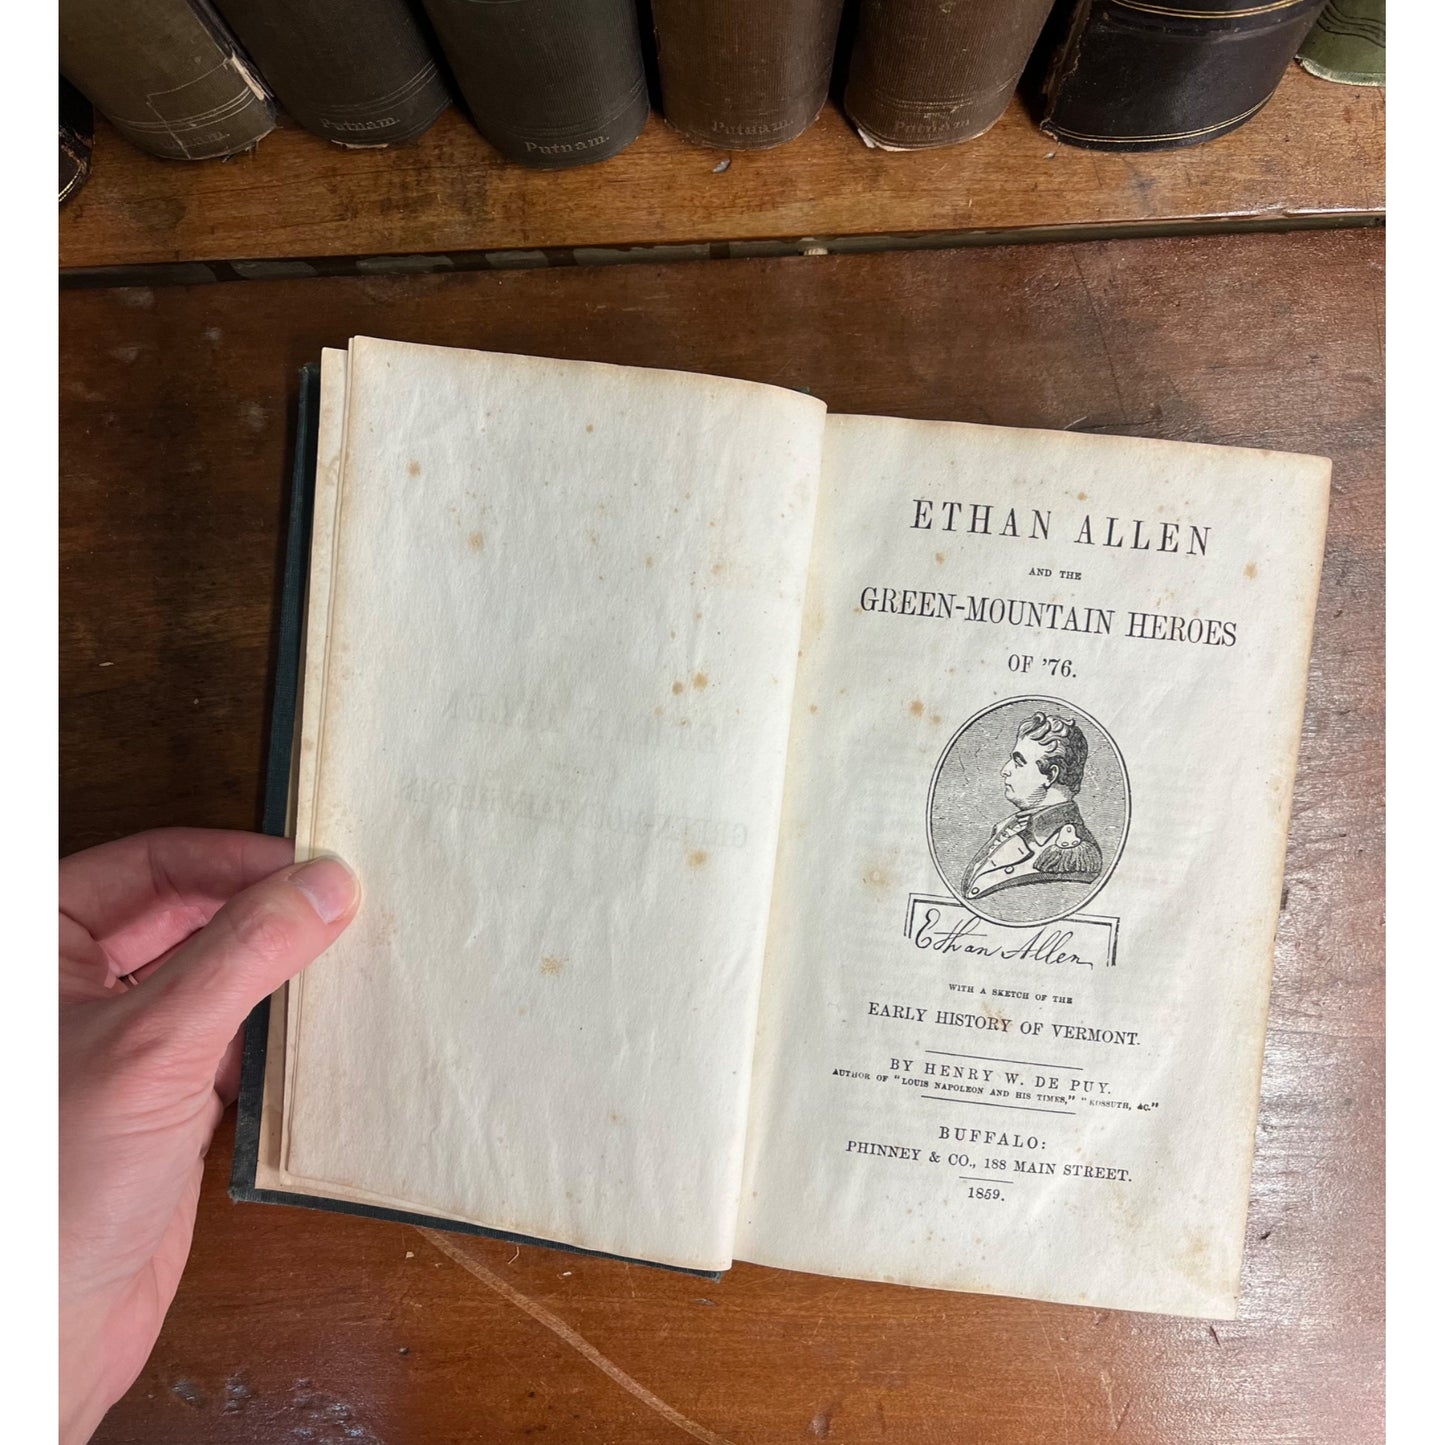 Putnam.
Putnam.
Putnam.
Putnam.
Putnam
ETHAN ALLEN
AND THE
GREEN-MOUNTAIN HEROES
OF '76.
Ethan Allen
WITH A SKETCH OF THE
EARLY HISTORY OF VERMONT.
BY HENRY W. DE PUY.
AUTHOR OF "LOUIS NAPOLEON AND HIS TIMES," "KOSSUTH, &C."
BUFFALO:
PHINNEY & CO., 188 MAIN STREET.
1859.